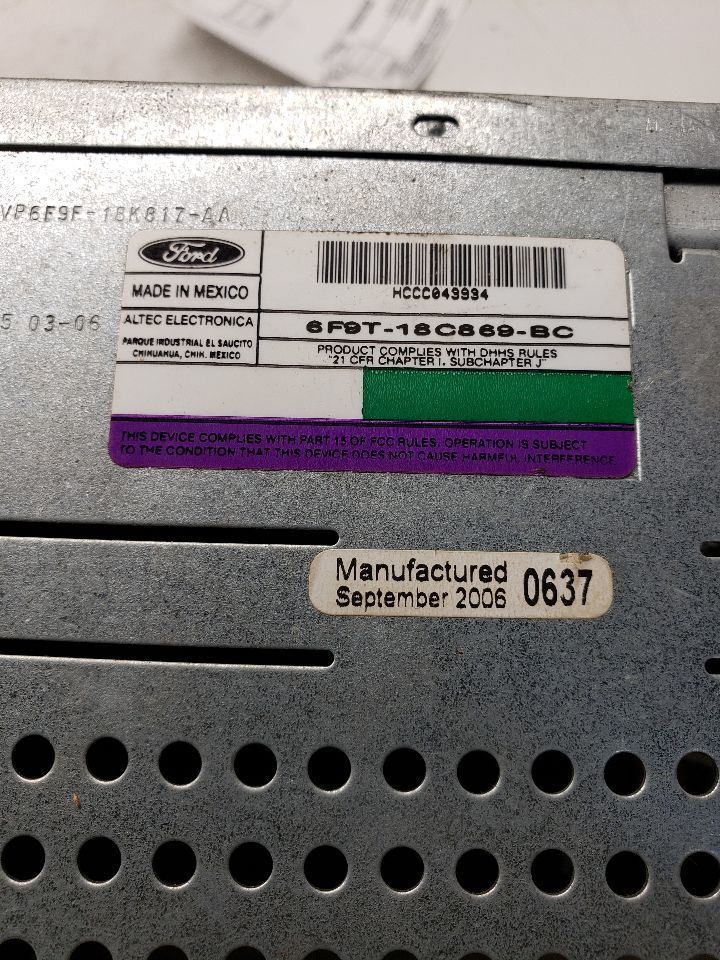 VP6F9F-18K817-AA
Ford
HCCC049934
MADE IN MEXICO
5 03-06
ALTEC ELECTRONICA
6F9T-18C869-BC
PARQUE INDUSTRIAL EL SAUCITO
CHIHUAHUA, CHIH. MEXICO
PRODUCT COMPLIES WITH DHHS RULES
"21 CFR CHAPTER I, SUBCHAPTER J"
THIS DEVICE COMPLIES WITH PART 15 OF FCC RULES. OPERATION IS SUBJECT
TO THE CONDITION THAT THIS DEVICE DOES NOT CAUSE HARMFUL INTERFERENCE
Manufactured
September 2006
0637